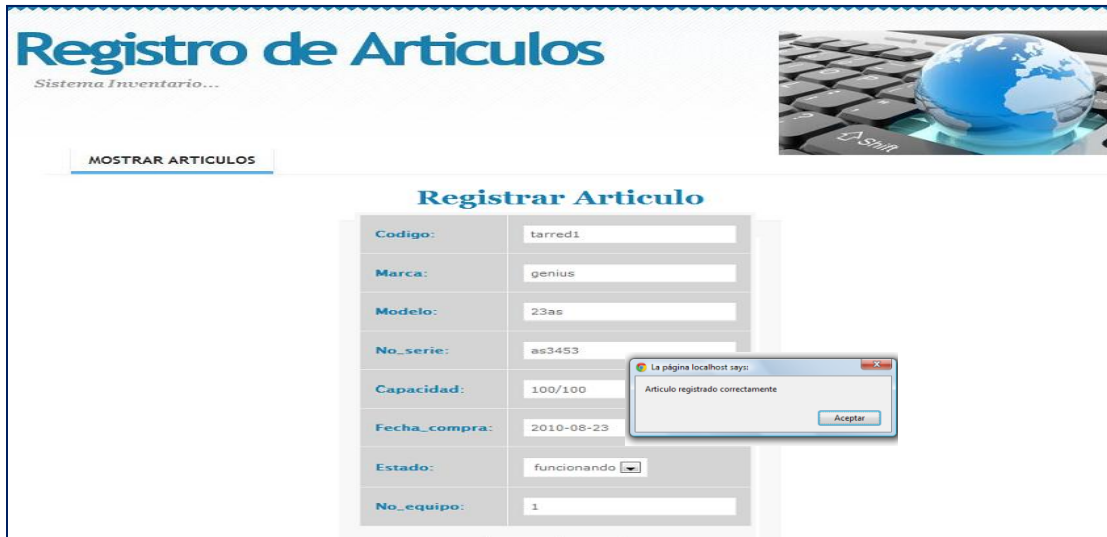 Registro de Articulos
Sistema Inventario...
Shift
MOSTRAR ARTICULOS
Registrar Articulo
Codigo: tarred1
Marca: genius
Modelo: 23as
No_serie: as3453
La página localhost says:
Articulo registrado correctamente
Aceptar
Capacidad: 100/100
Fecha_compra: 2010-08-23
Estado: funcionando
No_equipo: 1